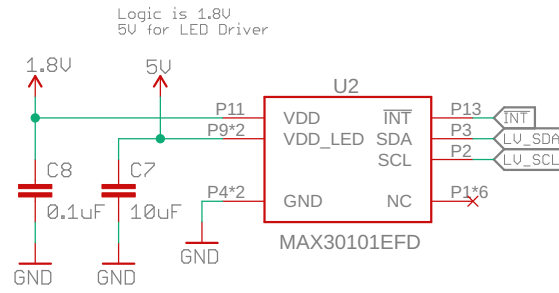 Logic is 1.8V
5V for LED Driver
1.8V
5V
U2
P11
VDD
INT
P13
INT
P9*2
VDD_LED
SDA
P3
LV_SDA
SCL
P2
LV_SCL
C8
C7
0.1uF
10uF
P4*2
GND
NC
P1*6
MAX30101EFD
GND
GND
GND